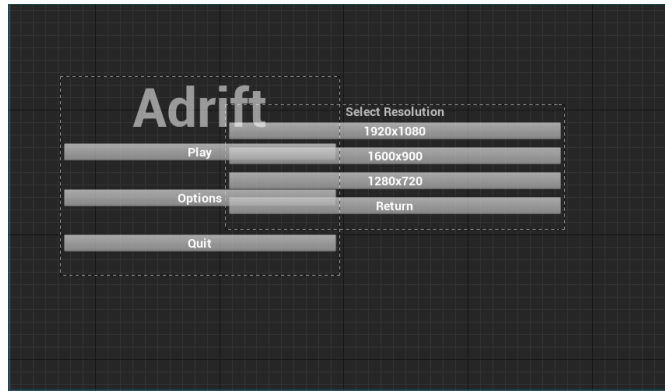 Adrift
Play
Options
Quit
Select Resolution
1920x1080
1600x900
1280x720
Return